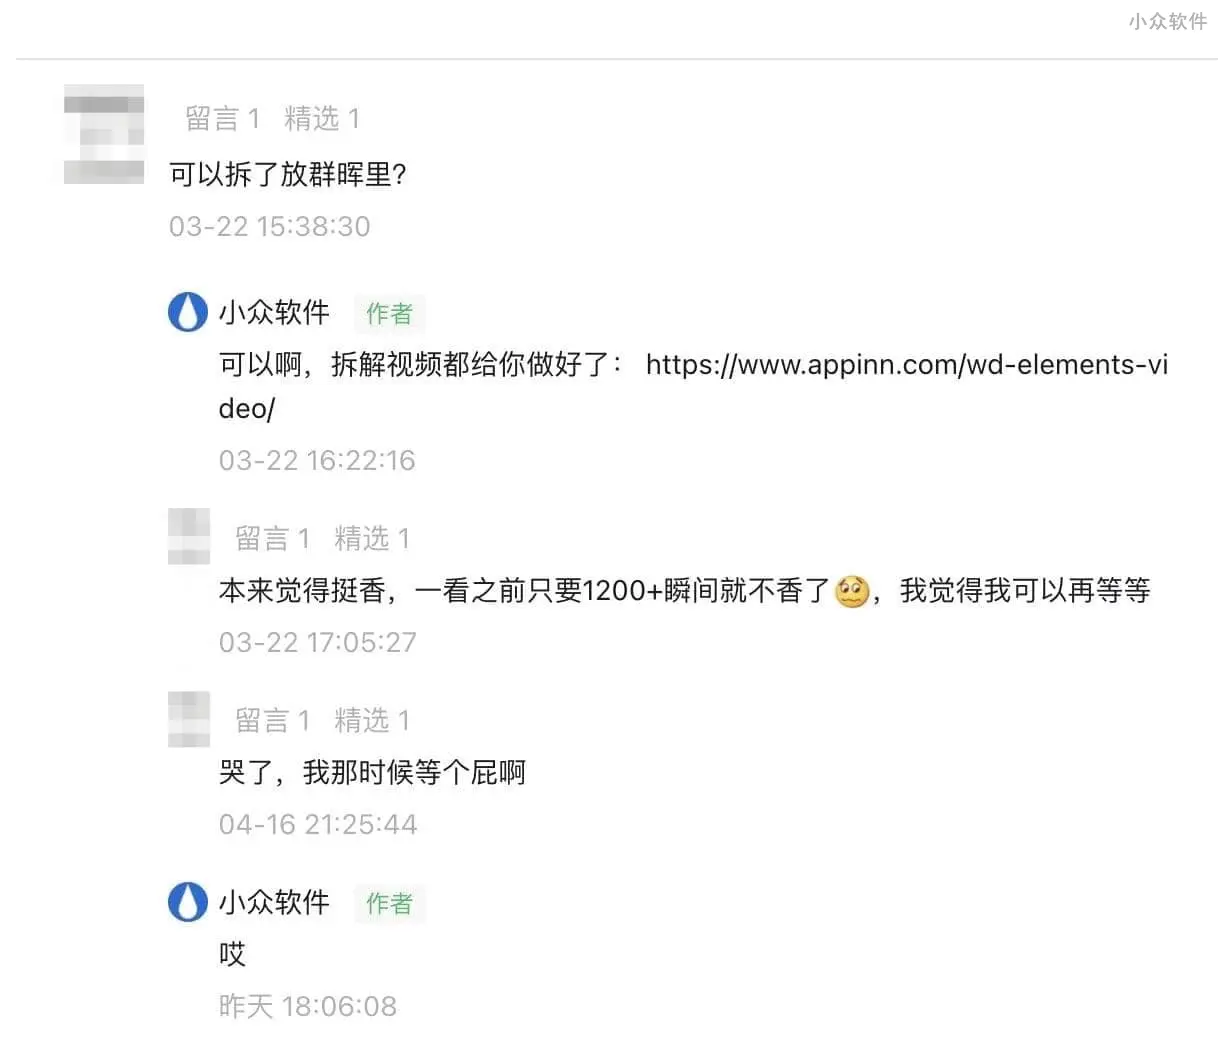 小众软件
留言 1 精选 1
可以拆了放群晖里?
03-22 15:38:30
小众软件 作者
可以啊，拆解视频都给你做好了： https://www.appinn.com/wd-elements-vi
deo/
03-22 16:22:16
留言 1 精选 1
本来觉得挺香，一看之前只要1200+瞬间就不香了🥴，我觉得我可以再等等
03-22 17:05:27
留言 1 精选 1
哭了，我那时候等个屁啊
04-16 21:25:44
小众软件 作者
哎
昨天 18:06:08